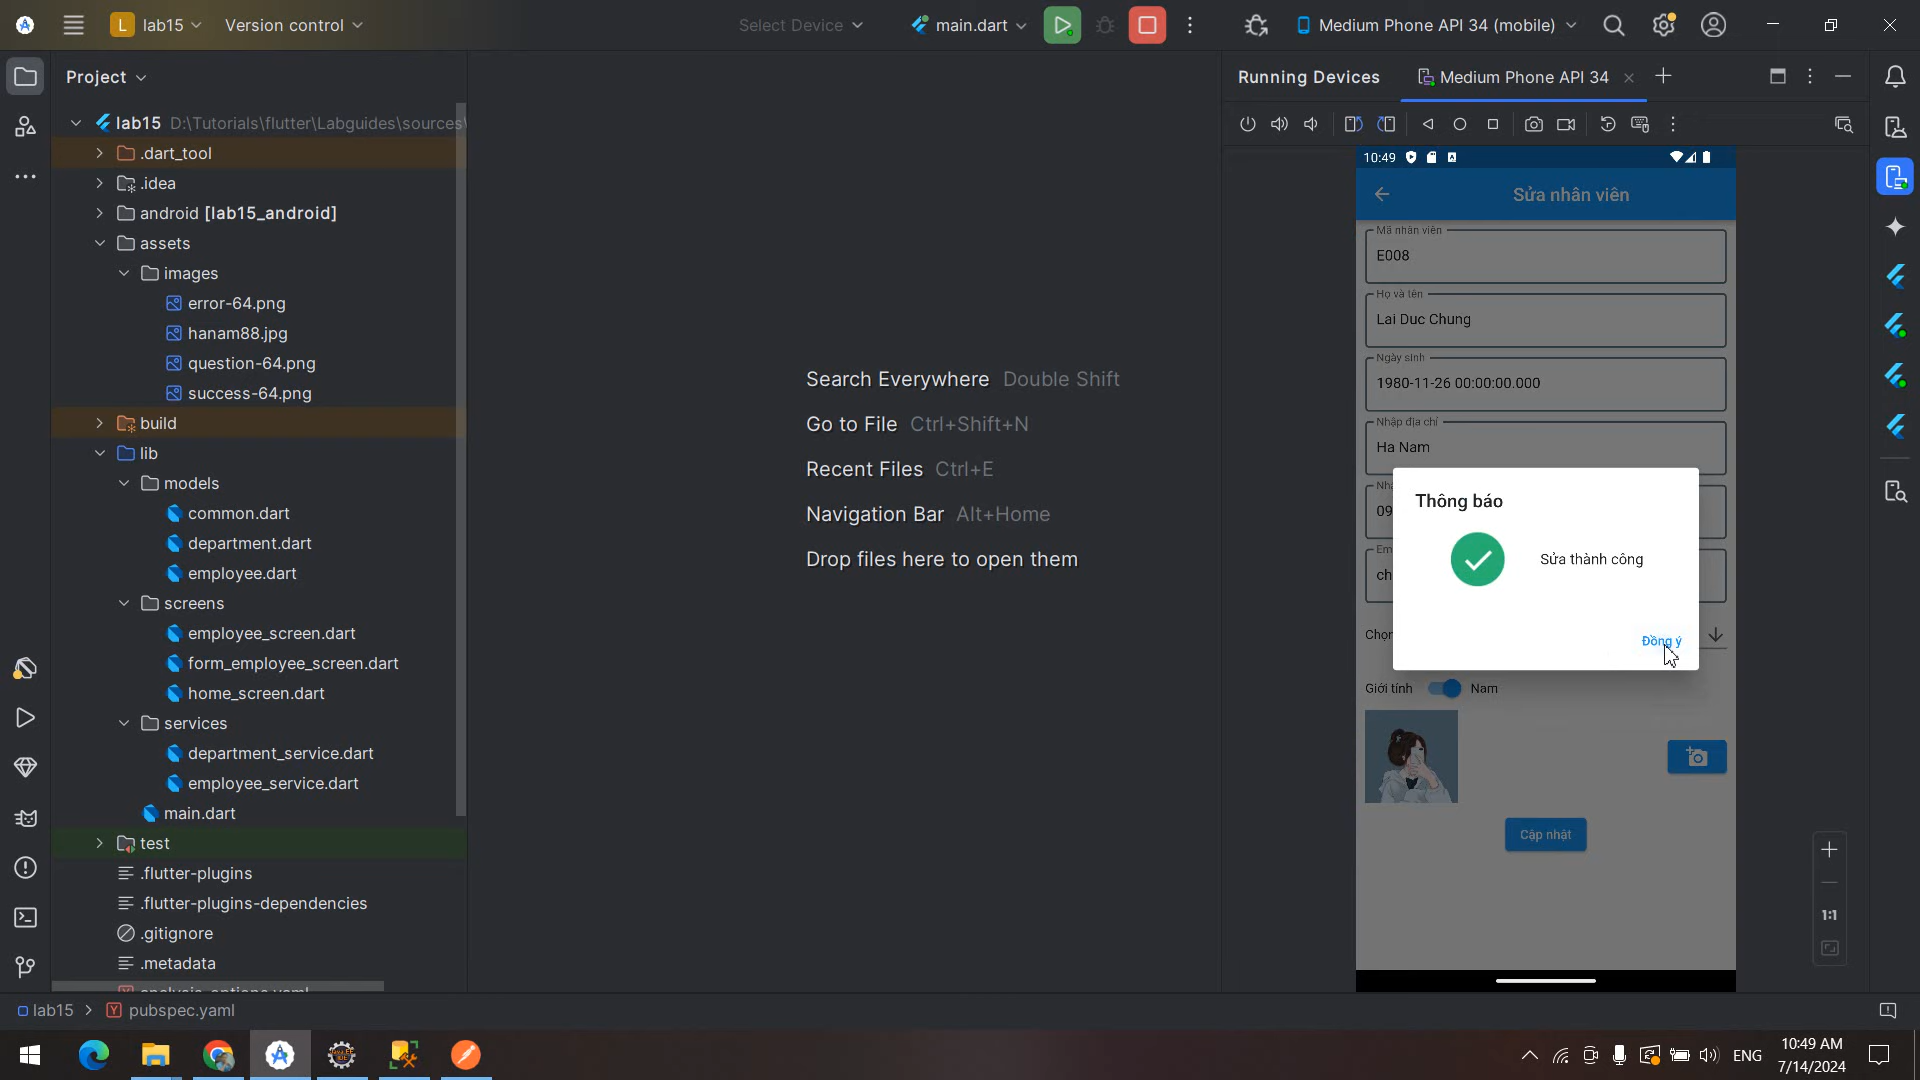 L lab15 Version control
Select Device main.dart
Medium Phone API 34 (mobile)
Project
Running Devices Medium Phone API 34
lab15 D:\Tutorials\flutter\Labguides\sources\
.dart_tool
.idea
android [lab15_android]
assets
images
error-64.png
hanam88.jpg
question-64.png
success-64.png
build
lib
models
common.dart
department.dart
employee.dart
screens
employee_screen.dart
form_employee_screen.dart
home_screen.dart
services
department_service.dart
employee_service.dart
main.dart
test
.flutter-plugins
.flutter-plugins-dependencies
.gitignore
.metadata
analysis_options.yaml
Search Everywhere Double Shift
Go to File Ctrl+Shift+N
Recent Files Ctrl+E
Navigation Bar Alt+Home
Drop files here to open them
10:49
Sửa nhân viên
Mã nhân viên
E008
Họ và tên
Lai Duc Chung
Ngày sinh
1980-11-26 00:00:00.000
Nhập địa chỉ
Ha Nam
Nhậ
09
Em
ch
Thông báo
Sửa thành công
Đồng ý
Chọn
Giới tính Nam
Cập nhật
1:1
lab15 pubspec.yaml
ENG
10:49 AM
7/14/2024